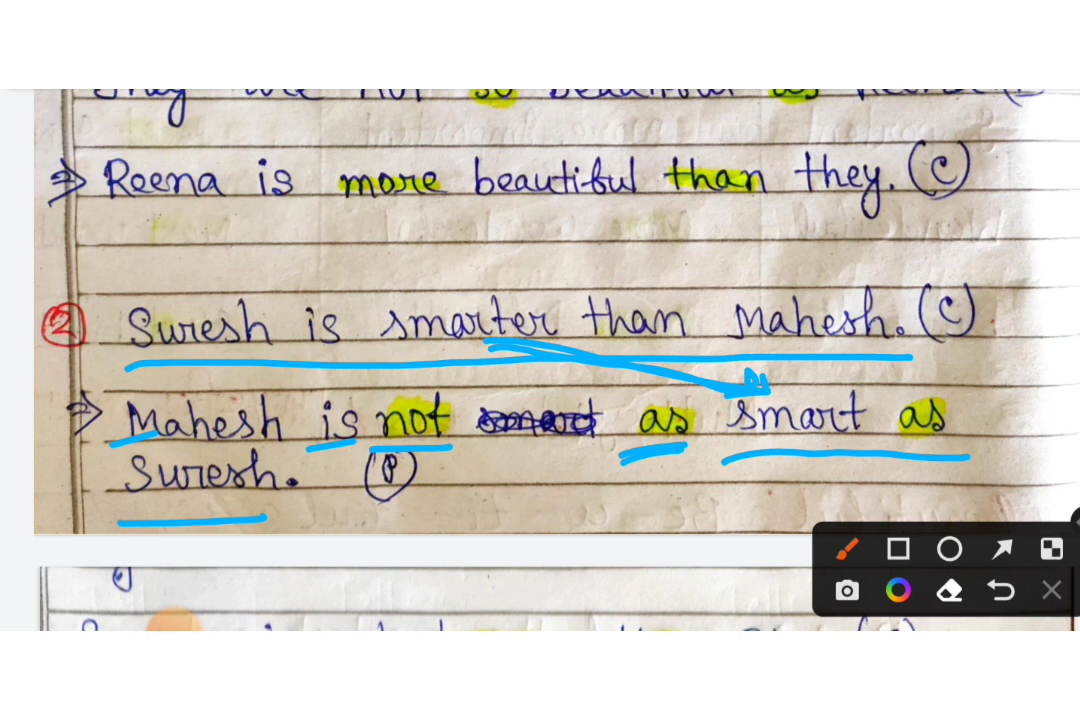 ⇒ Reena is more beautiful than they. (C)
② Suresh is smarter than Mahesh. (C)
⇒ Mahesh is not as smart as
Suresh. (P)